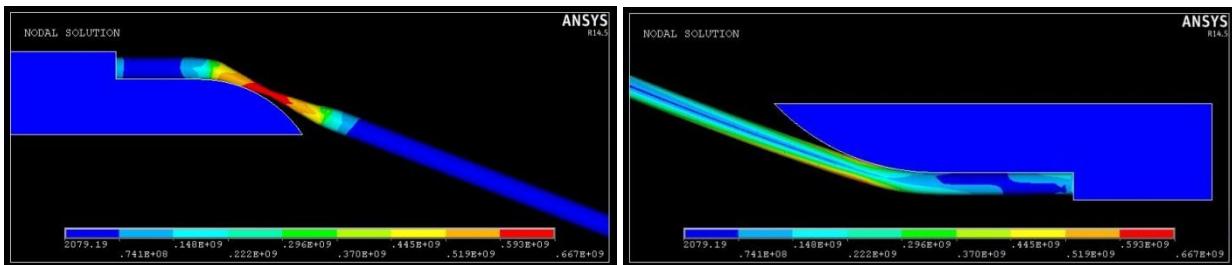 ANSYS
R14.5
NODAL SOLUTION
2079.19 .148E+09 .296E+09 .445E+09 .593E+09
.741E+08 .222E+09 .370E+09 .519E+09 .667E+09
ANSYS
R14.5
NODAL SOLUTION
2079.19 .148E+09 .296E+09 .445E+09 .593E+09
.741E+08 .222E+09 .370E+09 .519E+09 .667E+09